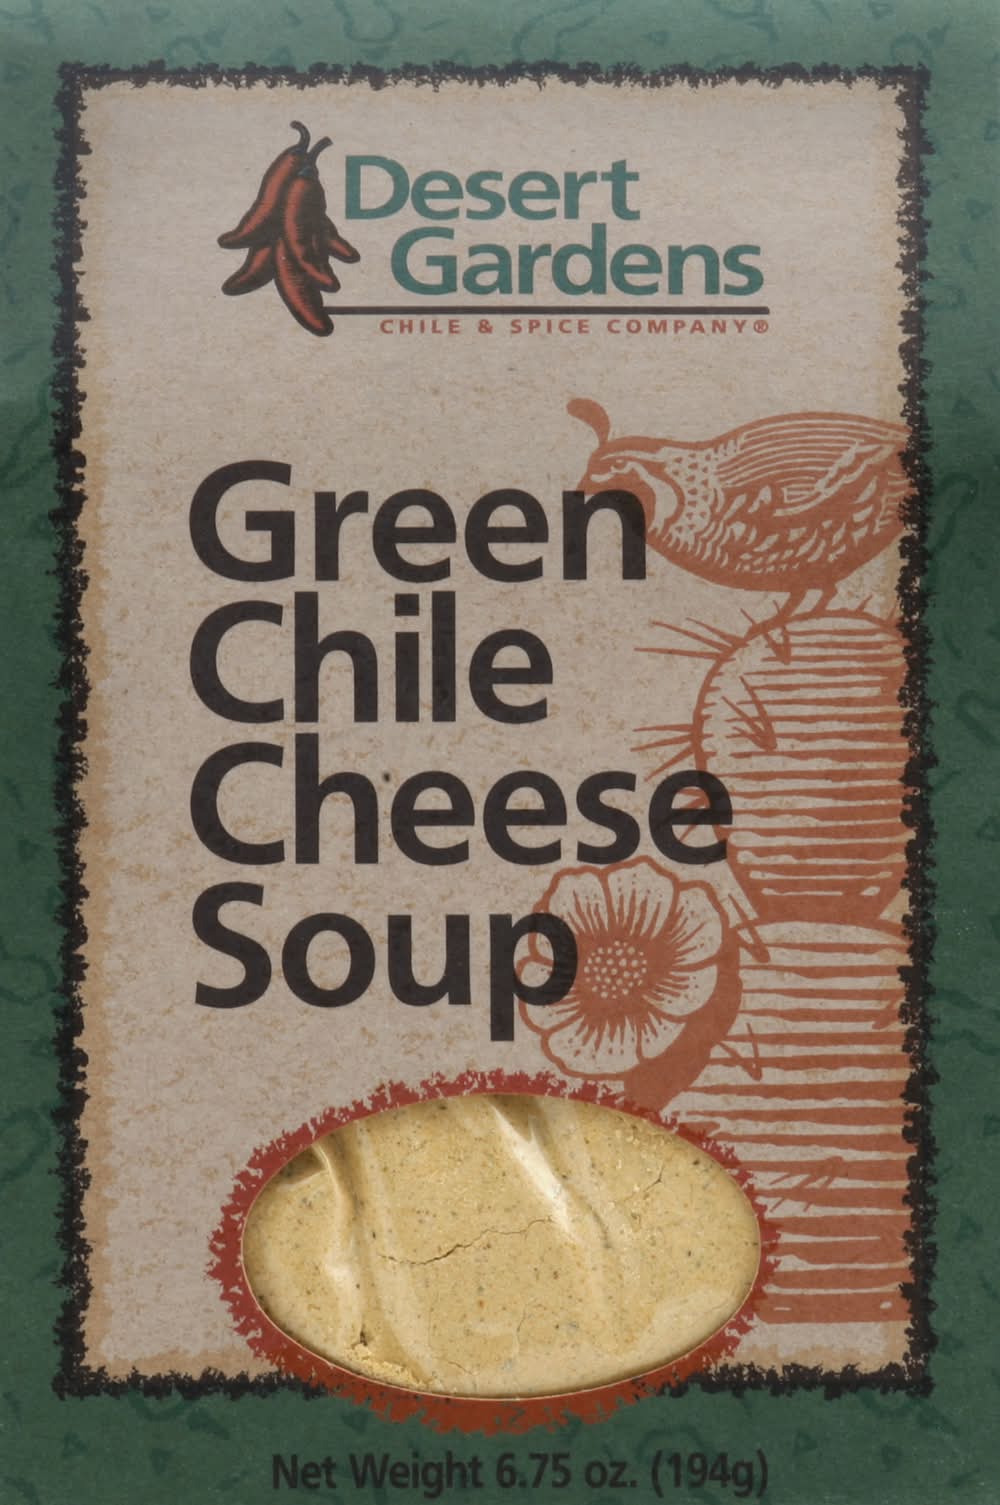 Desert
Gardens
CHILE & SPICE COMPANY®
Green
Chile
Cheese
Soup
Net Weight 6.75 oz. (194g)